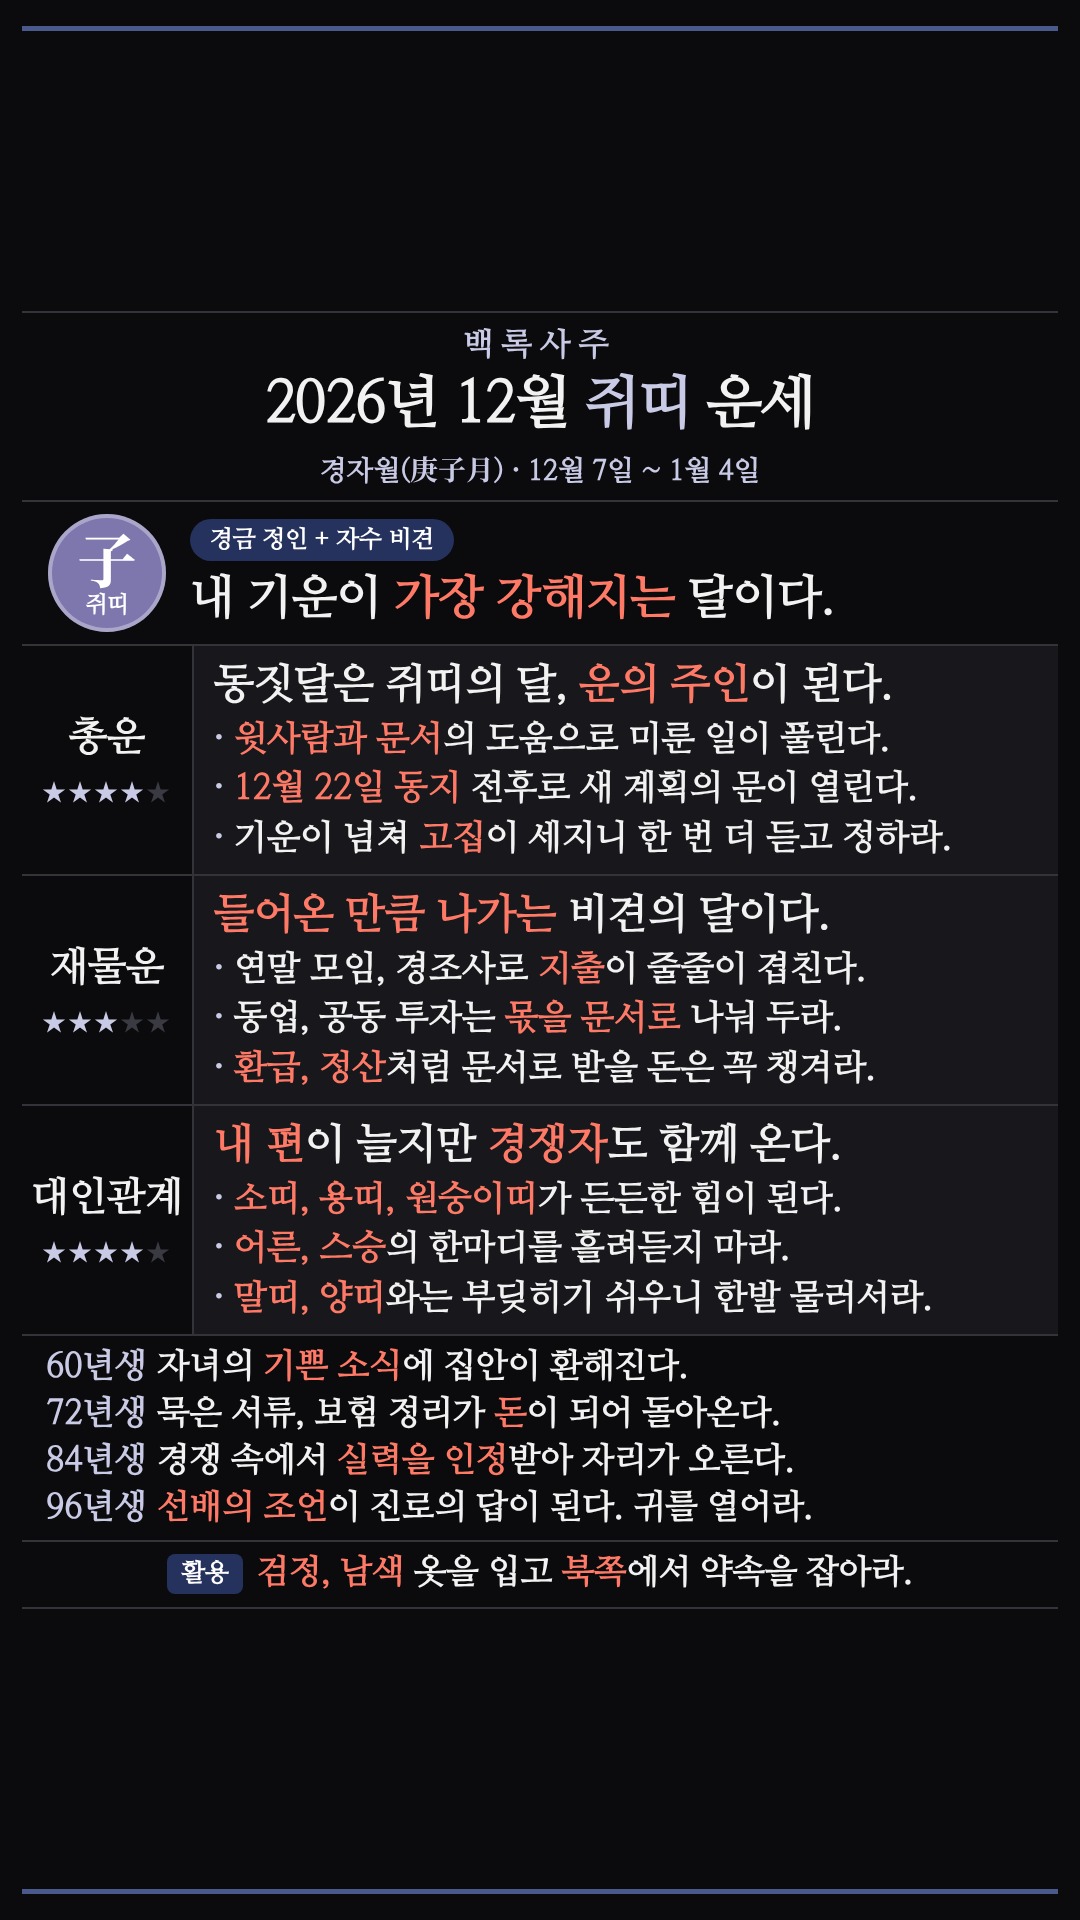 백록사주
2026년 12월 쥐띠 운세
경자월(庚子月) · 12월 7일 ~ 1월 4일
子
쥐띠
경금 정인 + 자수 비견
내 기운이 가장 강해지는 달이다.
총운
★★★★★
동짓달은 쥐띠의 달, 운의 주인이 된다.
· 윗사람과 문서의 도움으로 미룬 일이 풀린다.
· 12월 22일 동지 전후로 새 계획의 문이 열린다.
· 기운이 넘쳐 고집이 세지니 한 번 더 듣고 정하라.
재물운
★★★★★
들어온 만큼 나가는 비견의 달이다.
· 연말 모임, 경조사로 지출이 줄줄이 겹친다.
· 동업, 공동 투자는 몫을 문서로 나눠 두라.
· 환급, 정산처럼 문서로 받을 돈은 꼭 챙겨라.
대인관계
★★★★★
내 편이 늘지만 경쟁자도 함께 온다.
· 소띠, 용띠, 원숭이띠가 든든한 힘이 된다.
· 어른, 스승의 한마디를 흘려듣지 마라.
· 말띠, 양띠와는 부딪히기 쉬우니 한발 물러서라.
60년생 자녀의 기쁜 소식에 집안이 환해진다.
72년생 묵은 서류, 보험 정리가 돈이 되어 돌아온다.
84년생 경쟁 속에서 실력을 인정받아 자리가 오른다.
96년생 선배의 조언이 진로의 답이 된다. 귀를 열어라.
활용 검정, 남색 옷을 입고 북쪽에서 약속을 잡아라.